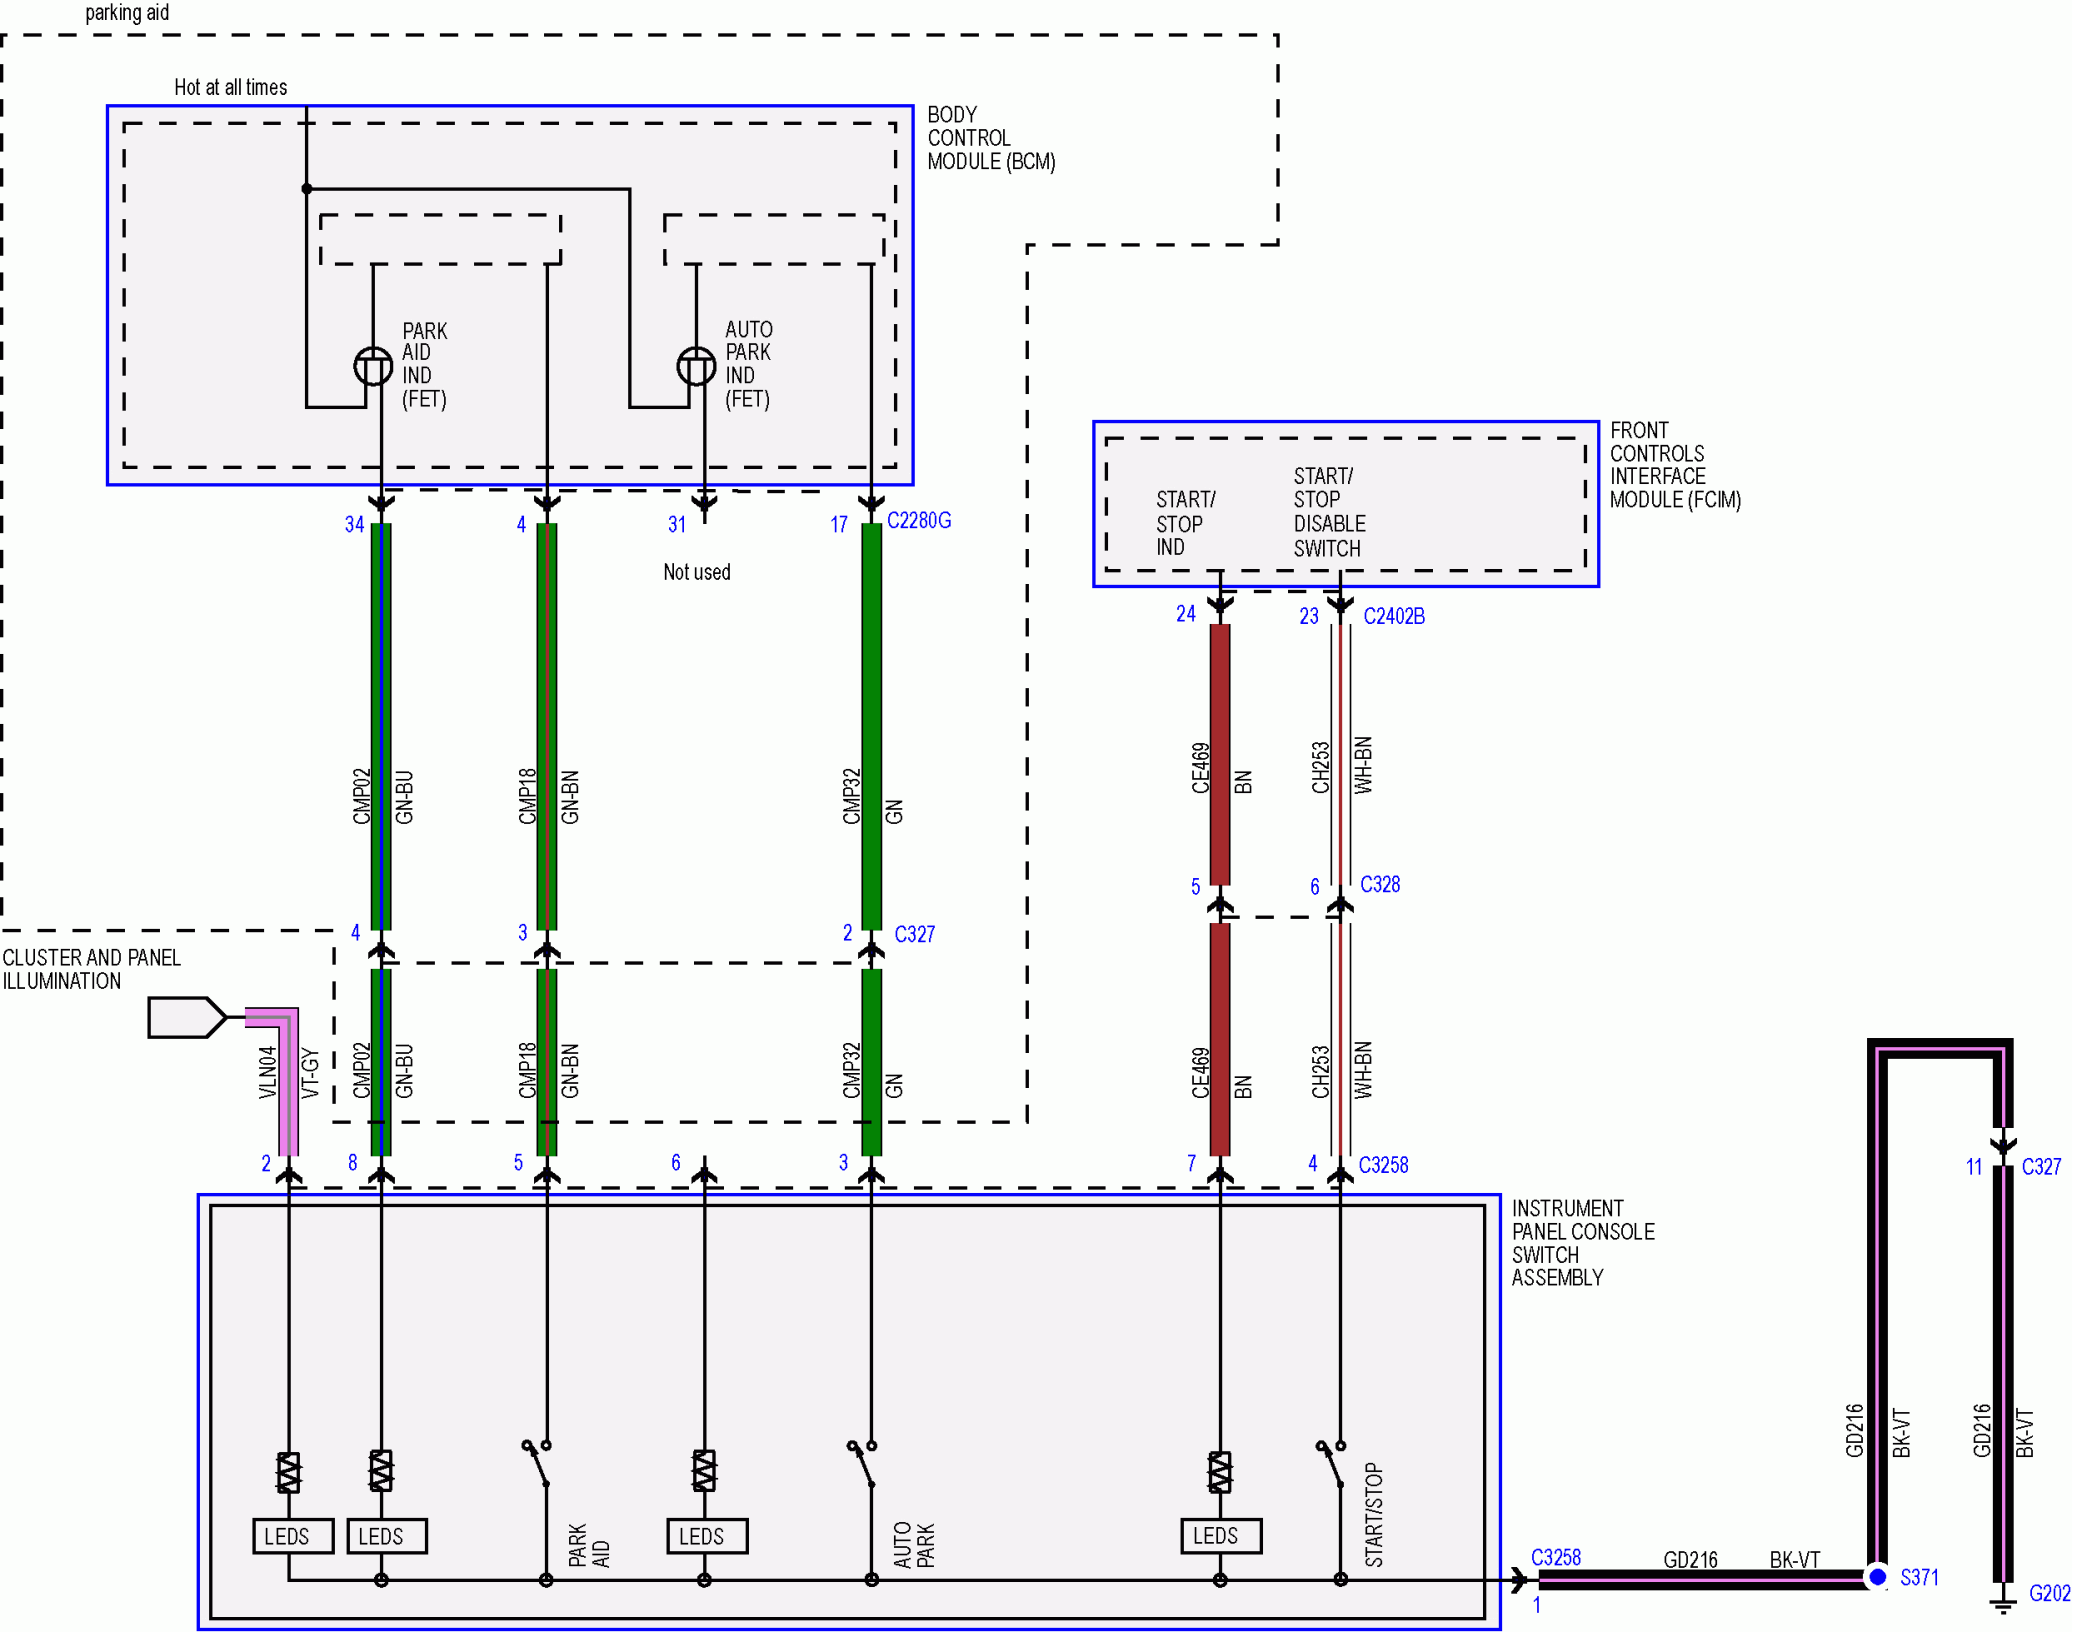 parking aid
Hot at all times
BODY
CONTROL
MODULE (BCM)
PARK
AID
IND
(FET)
AUTO
PARK
IND
(FET)
34
4
31
17
C2280G
Not used
FRONT
CONTROLS
INTERFACE
MODULE (FCIM)
START/
STOP
IND
START/
STOP
DISABLE
SWITCH
24
23
C2402B
CMP02
GN-BU
CMP18
GN-BN
CMP32
GN
CE469
BN
CH253
WH-BN
5
6
C328
4
3
2
C327
CLUSTER AND PANEL
ILLUMINATION
VLN04
VT-GY
CMP02
GN-BU
CMP18
GN-BN
CMP32
GN
CE469
BN
CH253
WH-BN
2
8
5
6
3
7
4
C3258
11
C327
INSTRUMENT
PANEL CONSOLE
SWITCH
ASSEMBLY
GD216
BK-VT
GD216
BK-VT
LEDS
LEDS
PARK
AID
LEDS
AUTO
PARK
LEDS
START/STOP
C3258
1
GD216
BK-VT
S371
G202